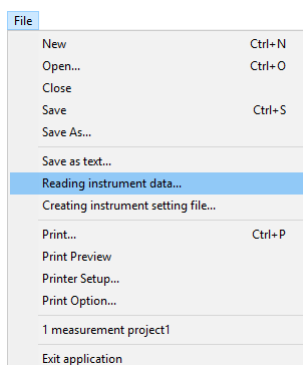 File
New Ctrl+N
Open... Ctrl+O
Close
Save Ctrl+S
Save As...
Save as text...
Reading instrument data...
Creating instrument setting file...
Print... Ctrl+P
Print Preview
Printer Setup...
Print Option...
1 measurement project1
Exit application